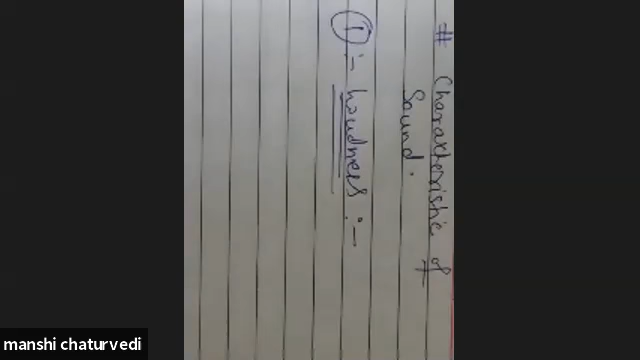 # Characteristic of
Sound.
① :- Loudness :-
manshi chaturvedi